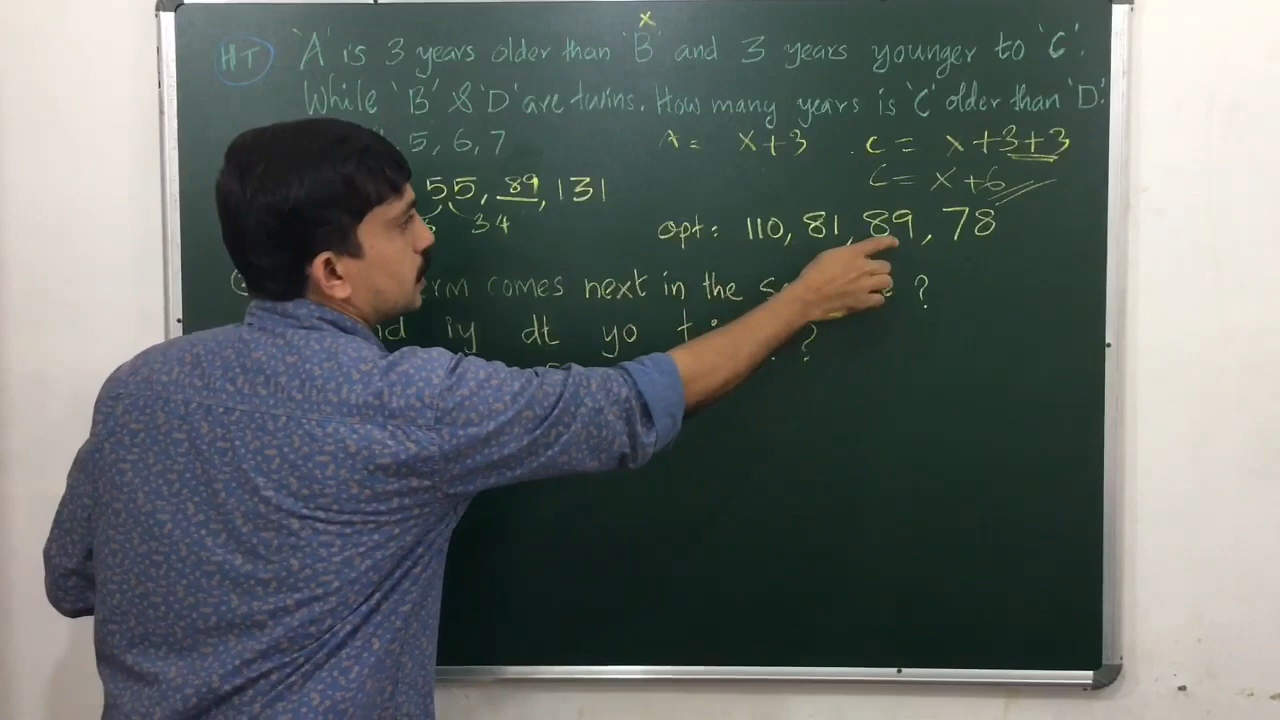 x
HT 'A' is 3 years older than 'B' and 3 years younger to 'C'.
While 'B' & 'D' are twins. How many years is 'C' older than 'D'.
5, 6, 7 A = x+3 . C = x+3+3
55, 89, 131 C = x+6
34 opt: 110, 81, 89, 78
comes next in the ?
iy dt yo ?